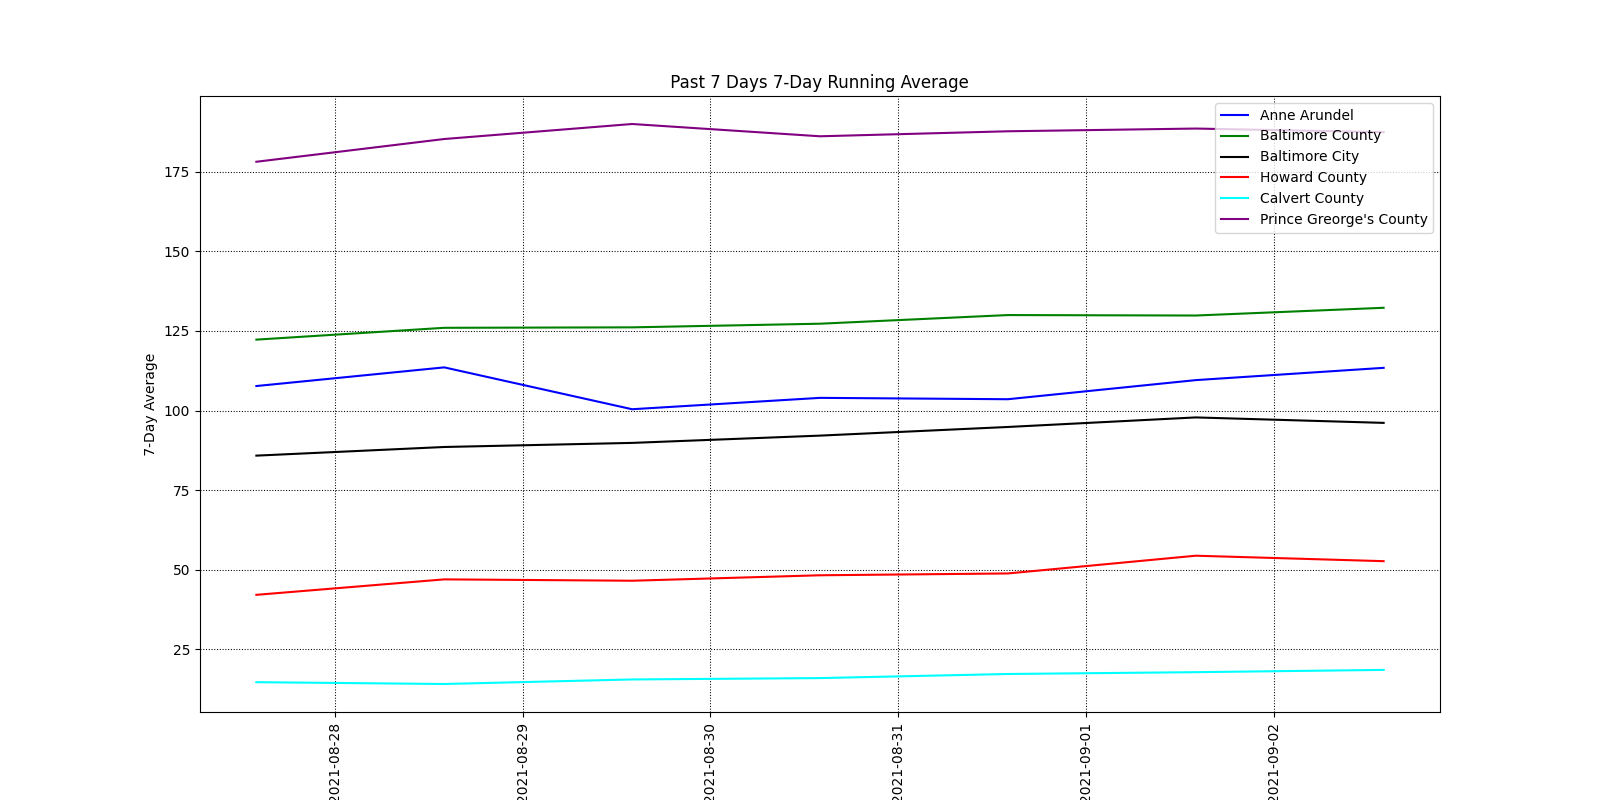 Past 7 Days 7-Day Running Average
Anne Arundel
Baltimore County
Baltimore City
Howard County
Calvert County
Prince Greorge's County
175
150
125
100
75
50
25
7-Day Average
2021-08-28
2021-08-29
2021-08-30
2021-08-31
2021-09-01
2021-09-02